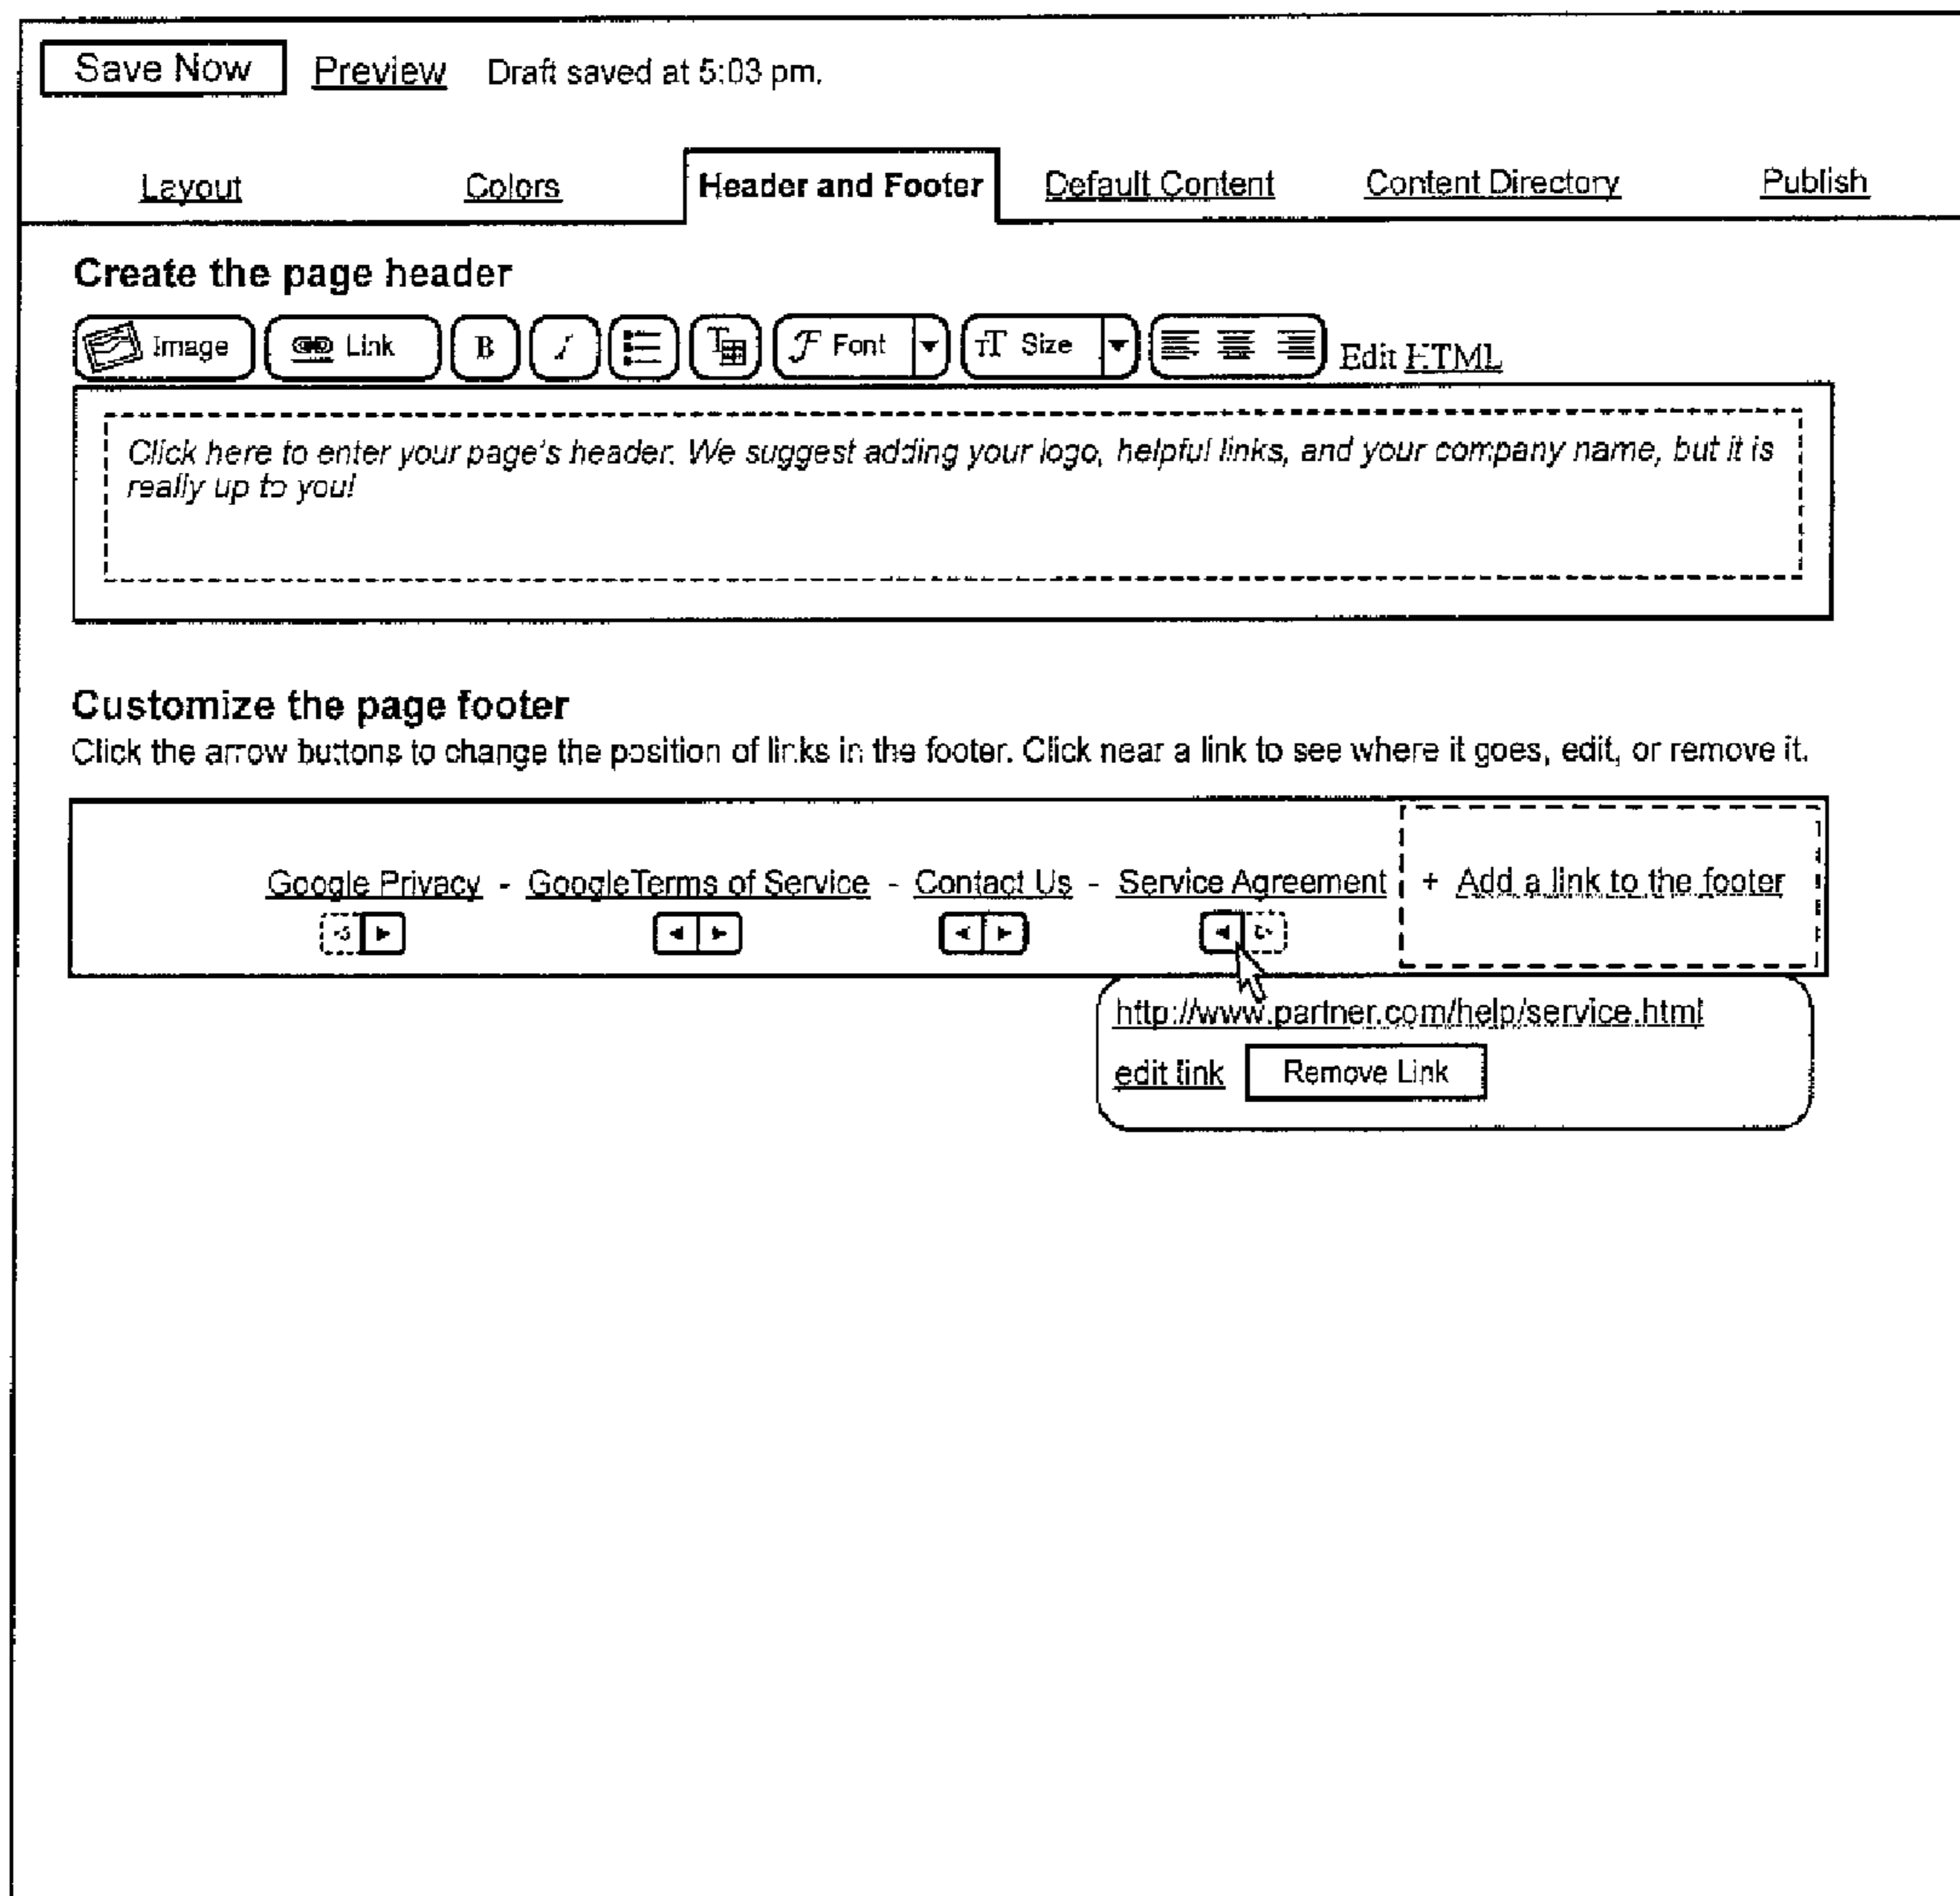 Save Now Preview Draft saved at 5:03 pm.
Layout Colors Header and Footer Default Content Content Directory Publish
Create the page header
Image Link B I Font Size Edit HTML
Click here to enter your page's header. We suggest adding your logo, helpful links, and your company name, but it is
really up to you!
Customize the page footer
Click the arrow buttons to change the position of links in the footer. Click near a link to see where it goes, edit, or remove it.
Google Privacy - GoogleTerms of Service - Contact Us - Service Agreement + Add a link to the footer
http://www.partner.com/help/service.html
edit link Remove Link